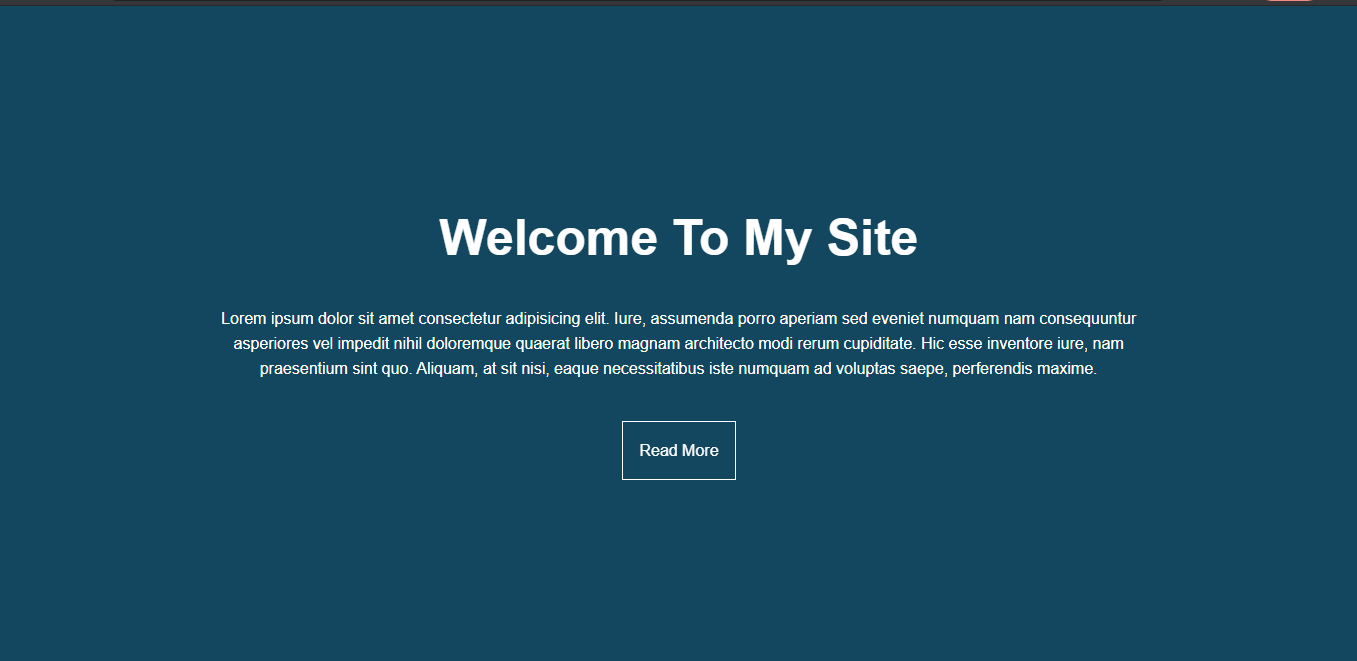 Welcome To My Site
Lorem ipsum dolor sit amet consectetur adipisicing elit. Iure, assumenda porro aperiam sed eveniet numquam nam consequuntur
asperiores vel impedit nihil doloremque quaerat libero magnam architecto modi rerum cupiditate. Hic esse inventore iure, nam
praesentium sint quo. Aliquam, at sit nisi, eaque necessitatibus iste numquam ad voluptas saepe, perferendis maxime.
Read More